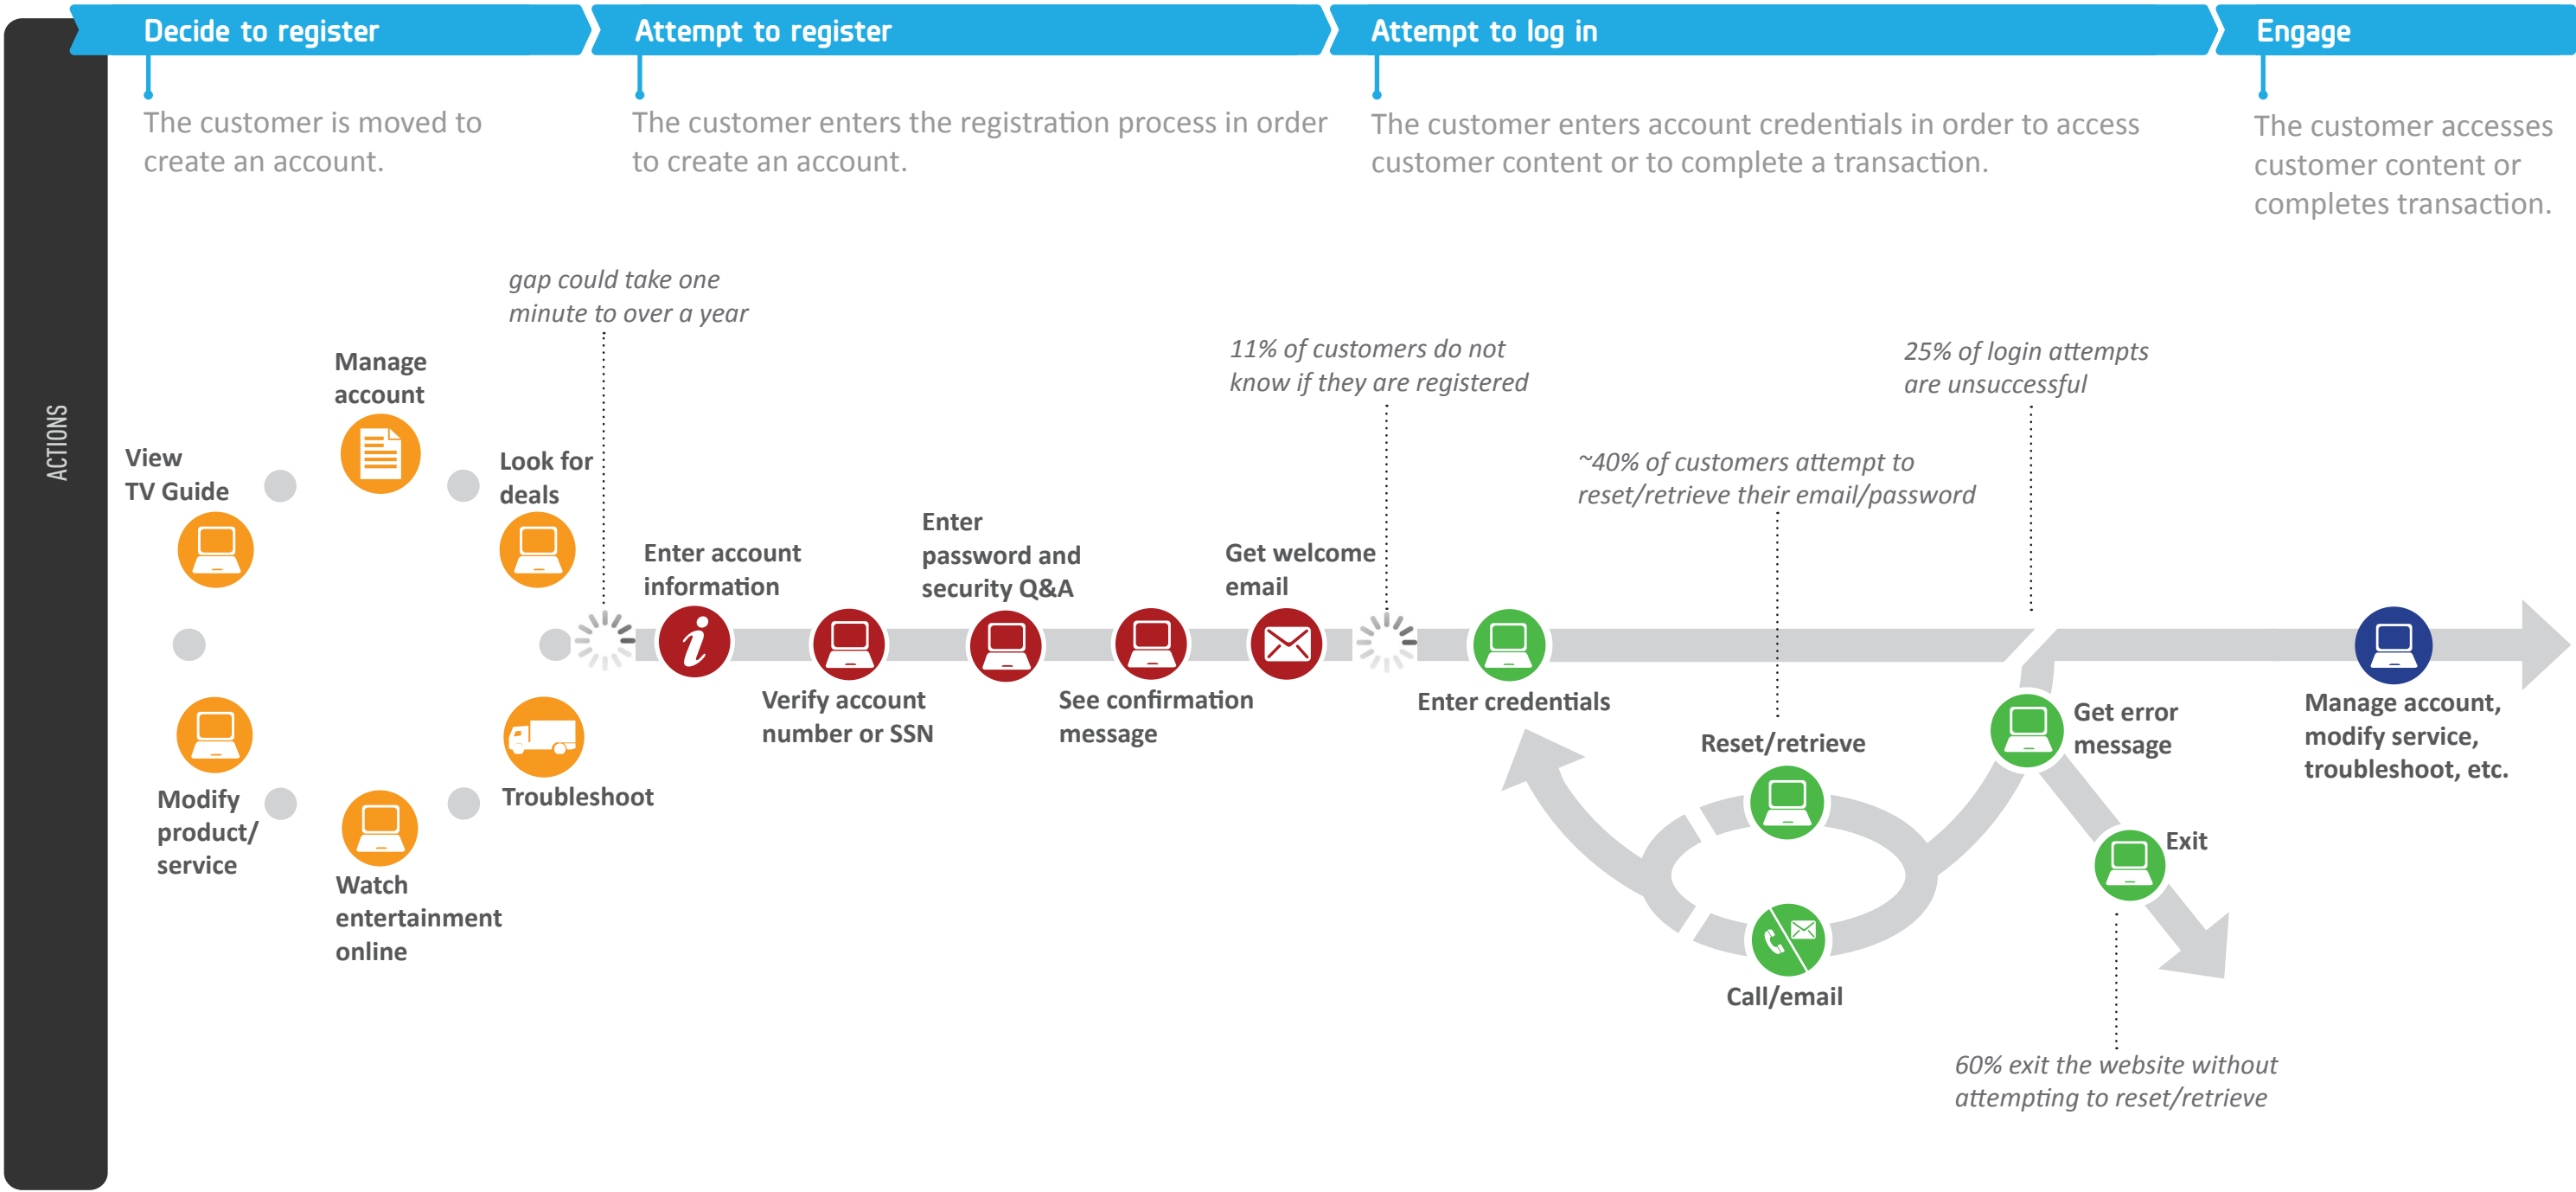 Decide to register
Attempt to register
Attempt to log in
Engage
The customer is moved to
create an account.
The customer enters the registration process in order
to create an account.
The customer enters account credentials in order to access
customer content or to complete a transaction.
The customer accesses
customer content or
completes transaction.
ACTIONS
gap could take one
minute to over a year
11% of customers do not
know if they are registered
25% of login attempts
are unsuccessful
~40% of customers attempt to
reset/retrieve their email/password
Manage
account
View
TV Guide
Look for
deals
Modify
product/
service
Watch
entertainment
online
Troubleshoot
Enter account
information
Verify account
number or SSN
Enter
password and
security Q&A
See confirmation
message
Get welcome
email
Enter credentials
Reset/retrieve
Call/email
Get error
message
Exit
60% exit the website without
attempting to reset/retrieve
Manage account,
modify service,
troubleshoot, etc.